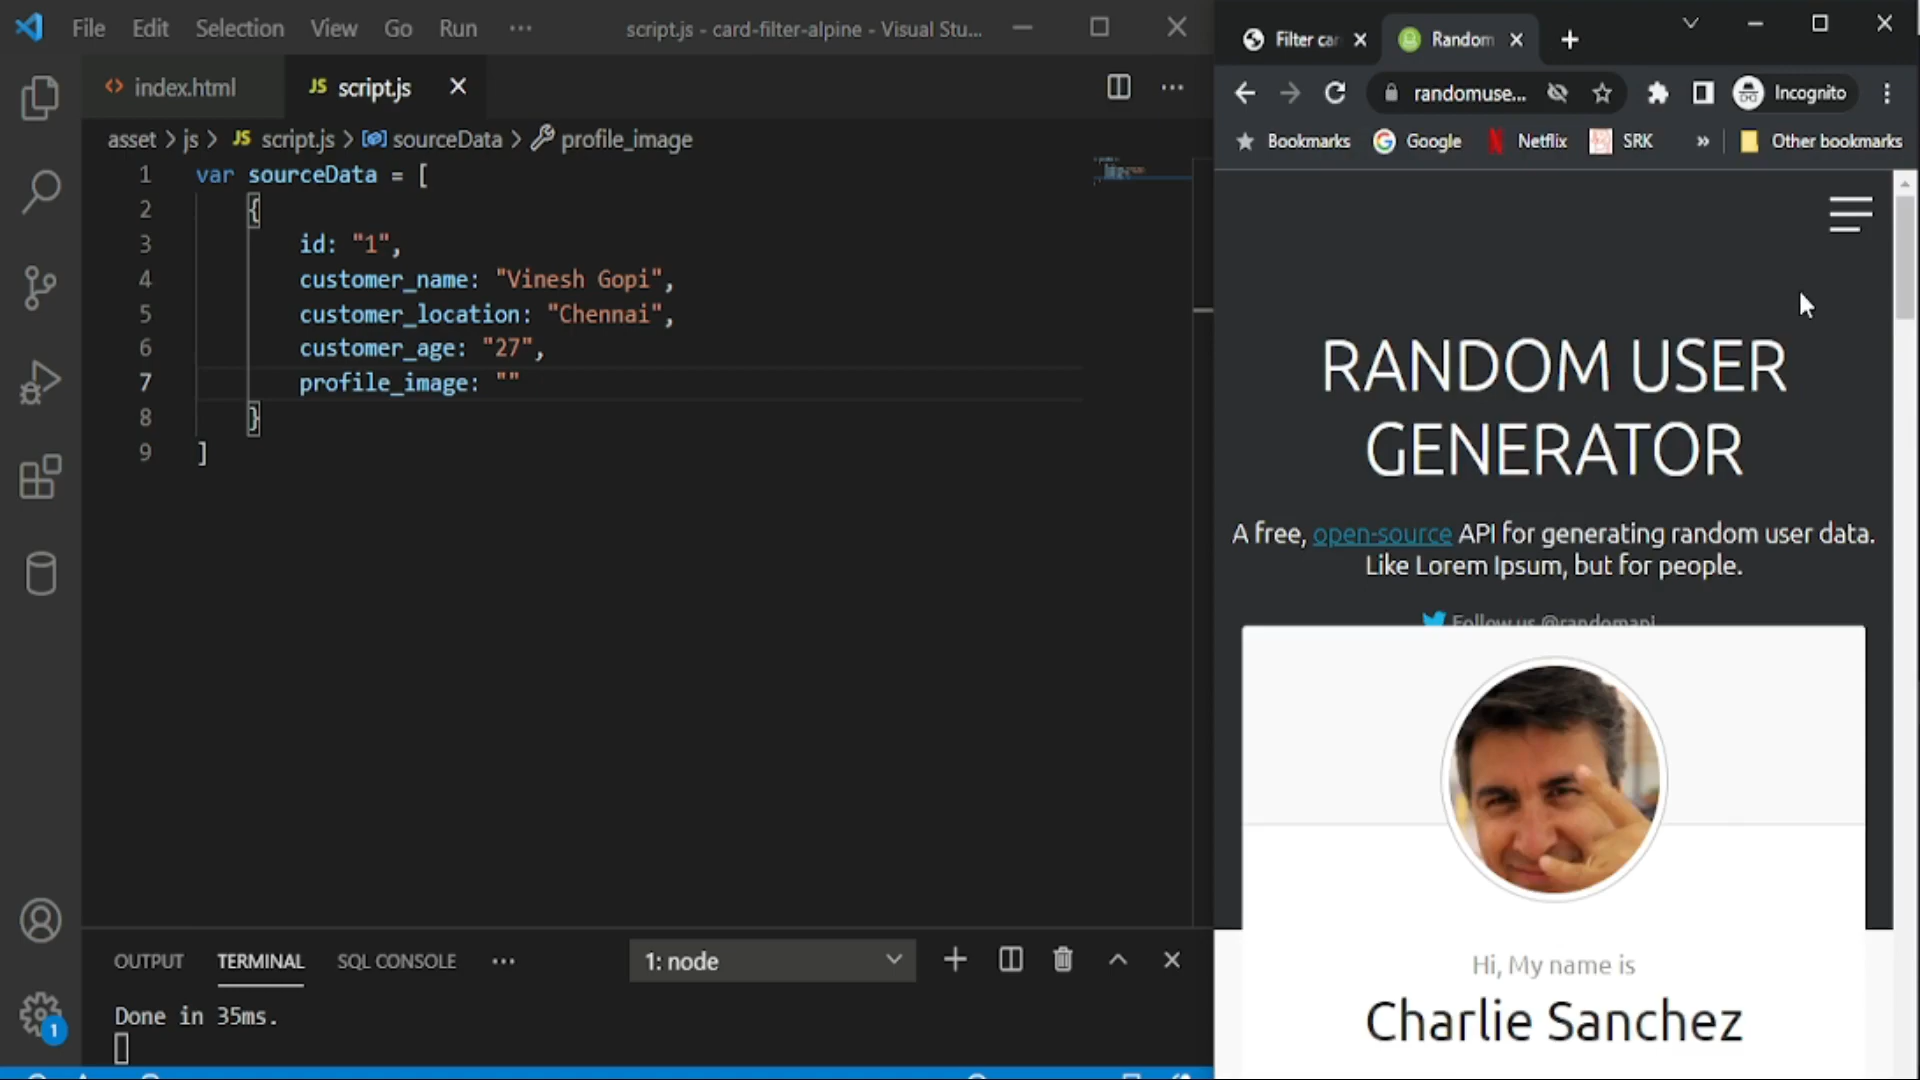 File Edit Selection View Go Run ··· script.js - card-filter-alpine - Visual Stu...
index.html JS script.js
asset > js > JS script.js > sourceData > profile_image
1 var sourceData = [
2 {
3 id: "1",
4 customer_name: "Vinesh Gopi",
5 customer_location: "Chennai",
6 customer_age: "27",
7 profile_image: ""
8 }
9 ]
OUTPUT TERMINAL SQL CONSOLE ··· 1: node
Done in 35ms.
1
Filter car Random
randomuse... Incognito
Bookmarks Google Netflix SRK » Other bookmarks
RANDOM USER
GENERATOR
A free, open-source API for generating random user data.
Like Lorem Ipsum, but for people.
Follow us @randomapi
Hi, My name is
Charlie Sanchez